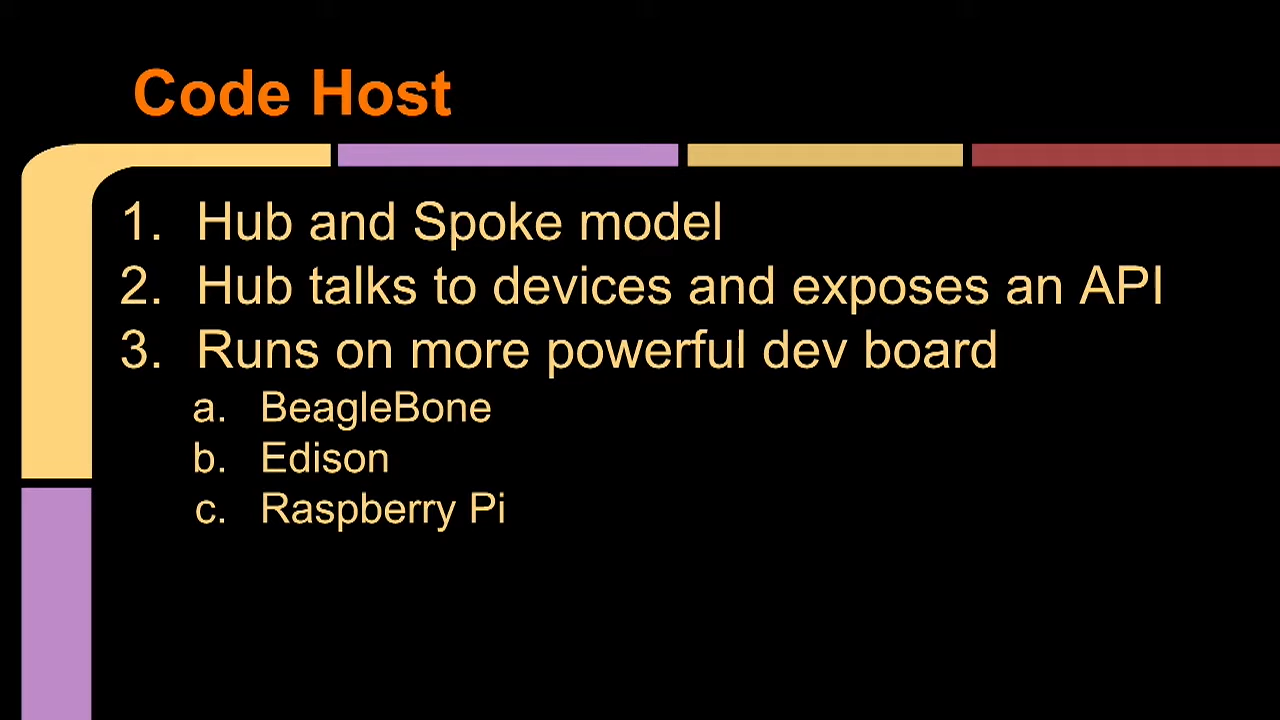 Code Host
1. Hub and Spoke model
2. Hub talks to devices and exposes an API
3. Runs on more powerful dev board
a. BeagleBone
b. Edison
c. Raspberry Pi